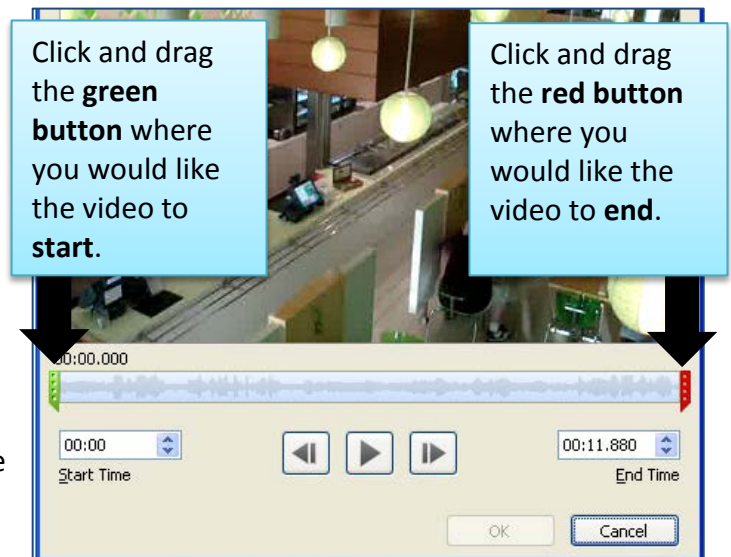 Click and drag
the green
button where
you would like
the video to
start.
Click and drag
the red button
where you
would like the
video to end.
00:00.000
00:00
Start Time
00:11.880
End Time
e
OK
Cancel